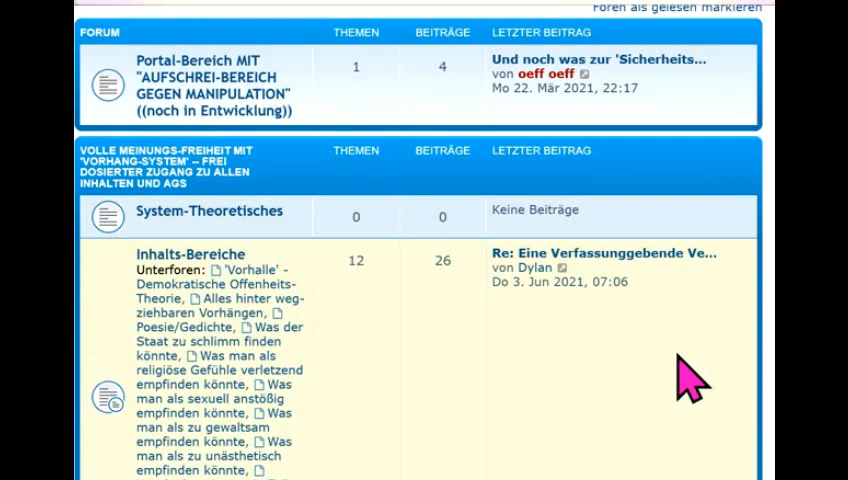 Foren als gelesen markieren
FORUM THEMEN BEITRÄGE LETZTER BEITRAG
Portal-Bereich MIT
"AUFSCHREI-BEREICH
GEGEN MANIPULATION"
((noch in Entwicklung))
1
4
Und noch was zur 'Sicherheits...
von oeff oeff
Mo 22. Mär 2021, 22:17
VOLLE MEINUNGS-FREIHEIT MIT
'VORHANG-SYSTEM' – FREI
DOSIERTER ZUGANG ZU ALLEN
INHALTEN UND AGS
THEMEN BEITRÄGE LETZTER BEITRAG
System-Theoretisches
0
0
Keine Beiträge
Inhalts-Bereiche
Unterforen: 'Vorhalle' -
Demokratische Offenheits-
Theorie, Alles hinter weg-
ziehbaren Vorhängen,
Poesie/Gedichte, Was der
Staat zu schlimm finden
könnte, Was man als
religiöse Gefühle verletzend
empfinden könnte, Was
man als sexuell anstößig
empfinden könnte, Was
man als zu gewaltsam
empfinden könnte, Was
man als zu unästhetisch
empfinden könnte,
12
26
Re: Eine Verfassunggebende Ve...
von Dylan
Do 3. Jun 2021, 07:06